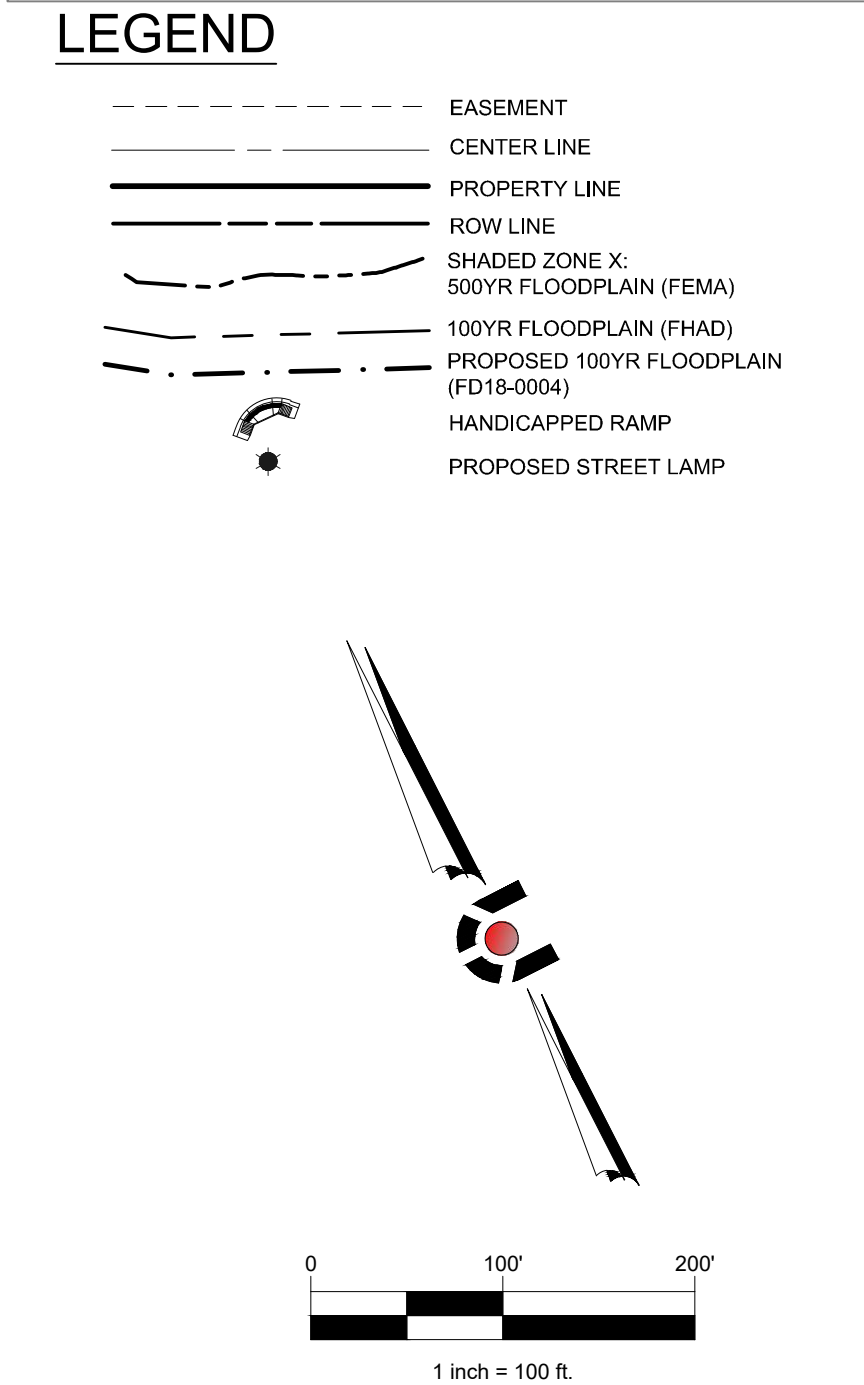 LEGEND
EASEMENT
CENTER LINE
PROPERTY LINE
ROW LINE
SHADED ZONE X:
500YR FLOODPLAIN (FEMA)
100YR FLOODPLAIN (FHAD)
PROPOSED 100YR FLOODPLAIN
(FD18-0004)
HANDICAPPED RAMP
PROPOSED STREET LAMP
0 100' 200'
1 inch = 100 ft.